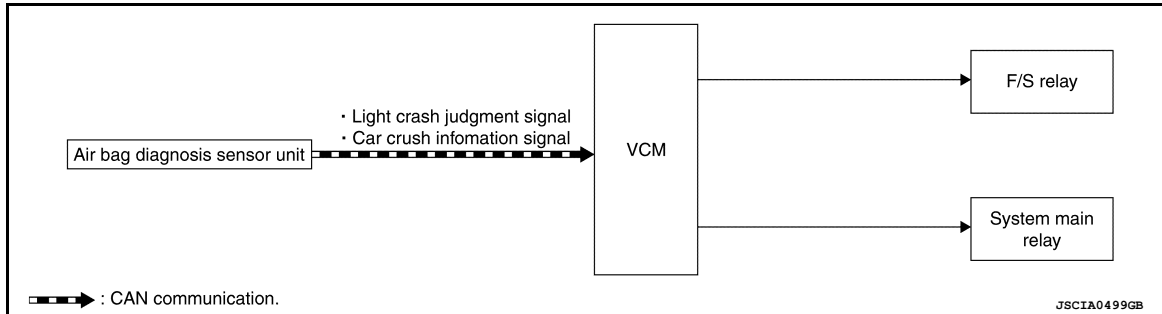 ・Light crash judgment signal
・Car crush infomation signal
Air bag diagnosis sensor unit
VCM
F/S relay
System main
relay
: CAN communication.
JSCIA0499GB